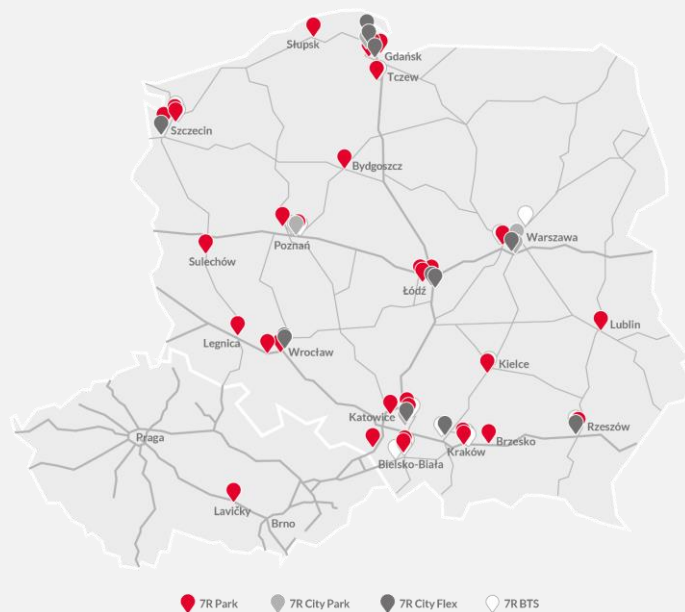 Słupsk
Gdańsk
Tczew
Szczecin
Bydgoszcz
Poznań
Warszawa
Sulechów
Łódź
Legnica
Wrocław
Lublin
Kielce
Katowice
Kraków
Brzesko
Rzeszów
Bielsko-Biała
Praga
Lavičky
Brno
7R Park
7R City Park
7R City Flex
7R BTS